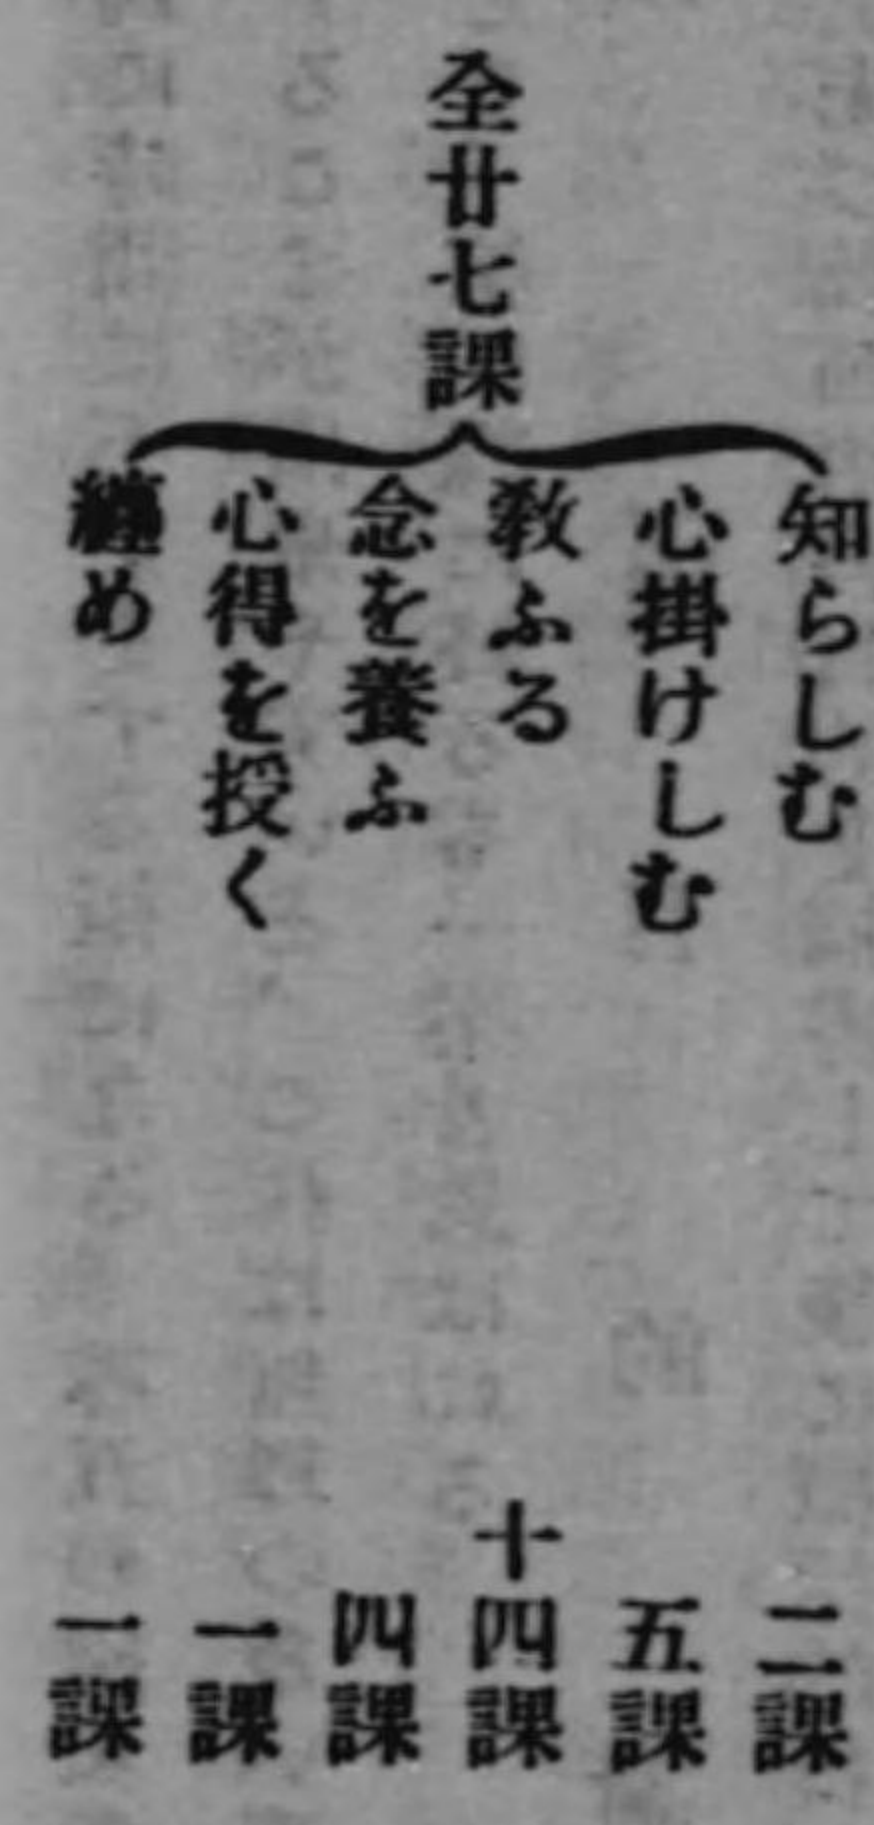 全廿七課
知らしむ 二課
心掛けしむ 五課
敎ふる 十四課
念を養ふ 四課
心得を授く 一課
纏め 一課